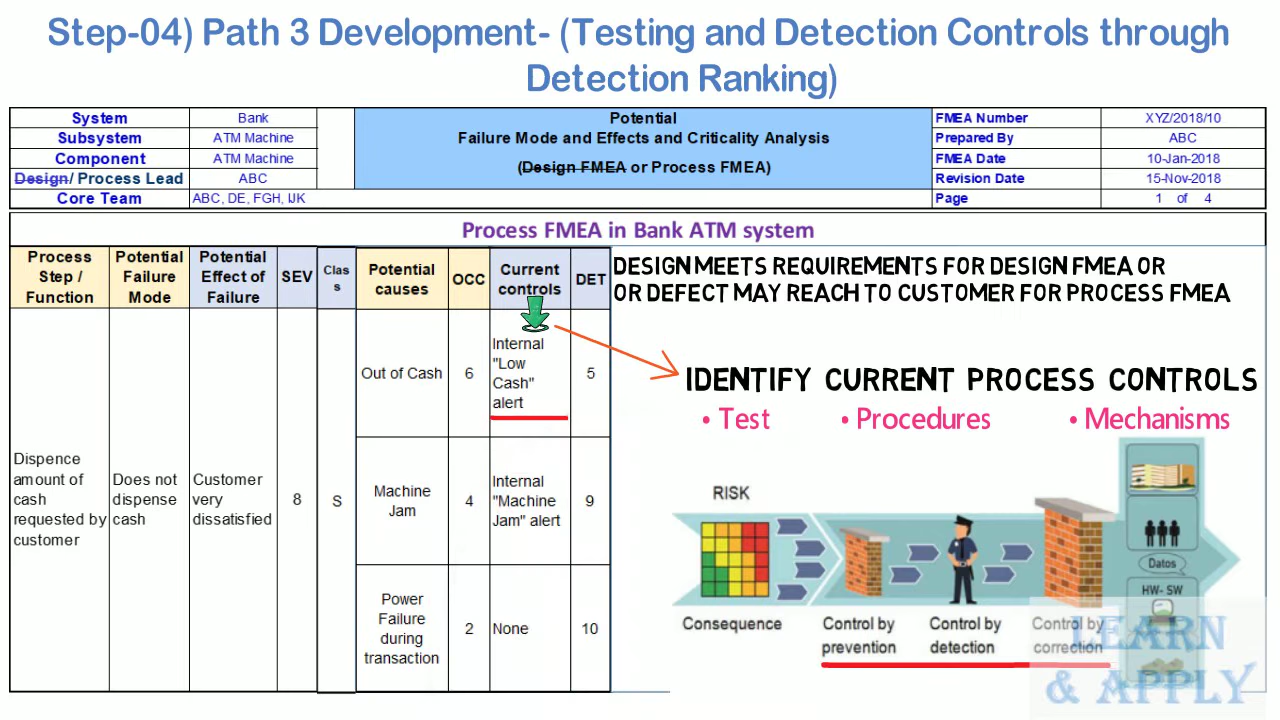 Step-04) Path 3 Development- (Testing and Detection Controls through
Detection Ranking)
System
Bank
Subsystem
ATM Machine
Component
ATM Machine
Design/ Process Lead
ABC
Core Team
ABC, DE, FGH, IJK
Potential
Failure Mode and Effects and Criticality Analysis
(Design FMEA or Process FMEA)
FMEA Number
XYZ/2018/10
Prepared By
ABC
FMEA Date
10-Jan-2018
Revision Date
15-Nov-2018
Page
1 of 4
Process FMEA in Bank ATM system
Process
Step /
Function
Potential
Failure
Mode
Potential
Effect of
Failure
SEV
Clas
s
Potential
causes
OCC
Current
controls
DET
Dispence
amount of
cash
requested by
customer
Does not
dispense
cash
Customer
very
dissatisfied
8
S
Out of Cash
6
Internal
"Low
Cash"
alert
5
Machine
Jam
4
Internal
"Machine
Jam" alert
9
Power
Failure
during
transaction
2
None
10
DESIGN MEETS REQUIREMENTS FOR DESIGN FMEA OR
OR DEFECT MAY REACH TO CUSTOMER FOR PROCESS FMEA
IDENTIFY CURRENT PROCESS CONTROLS
• Test
• Procedures
• Mechanisms
RISK
Consequence
Control by
prevention
Control by
detection
Control by
correction
Datos
HW- SW
LEARN
& APPLY